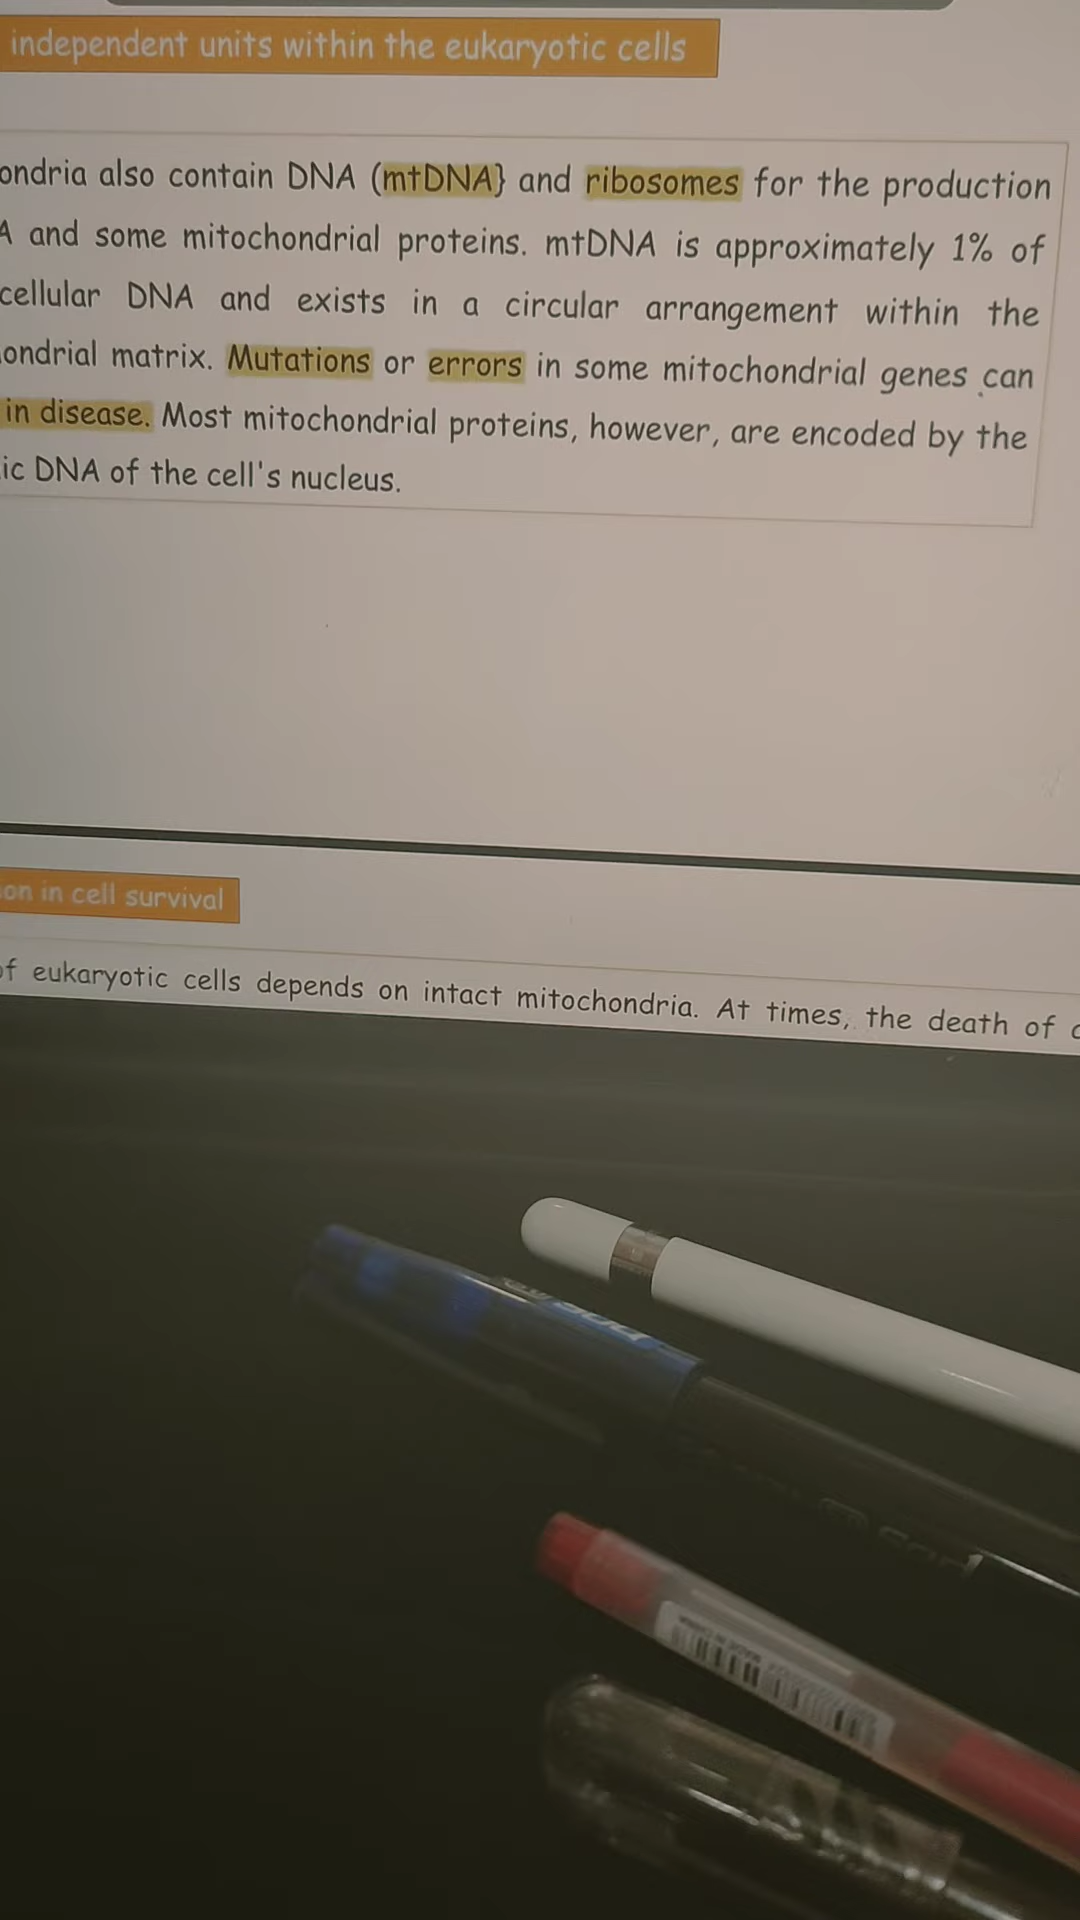 independent units within the eukaryotic cells
ondria also contain DNA (mtDNA} and ribosomes for the production
A and some mitochondrial proteins. mtDNA is approximately 1% of
cellular DNA and exists in a circular arrangement within the
ondrial matrix. Mutations or errors in some mitochondrial genes can
in disease. Most mitochondrial proteins, however, are encoded by the
ic DNA of the cell's nucleus.
on in cell survival
of eukaryotic cells depends on intact mitochondria. At times, the death of